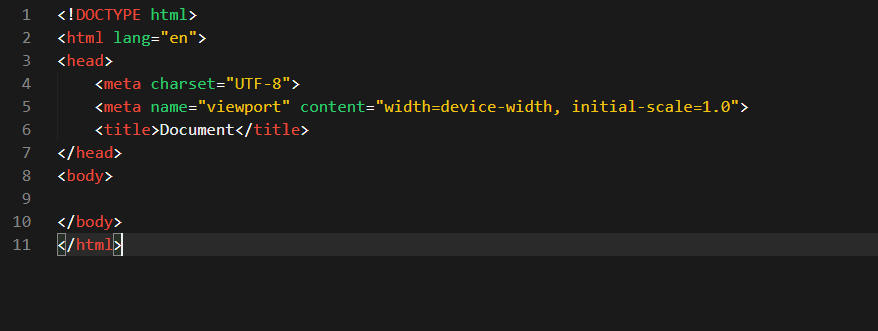 1 <!DOCTYPE html>
2 <html lang="en">
3 <head>
4     <meta charset="UTF-8">
5     <meta name="viewport" content="width=device-width, initial-scale=1.0">
6     <title>Document</title>
7 </head>
8 <body>
9
10 </body>
11 </html>